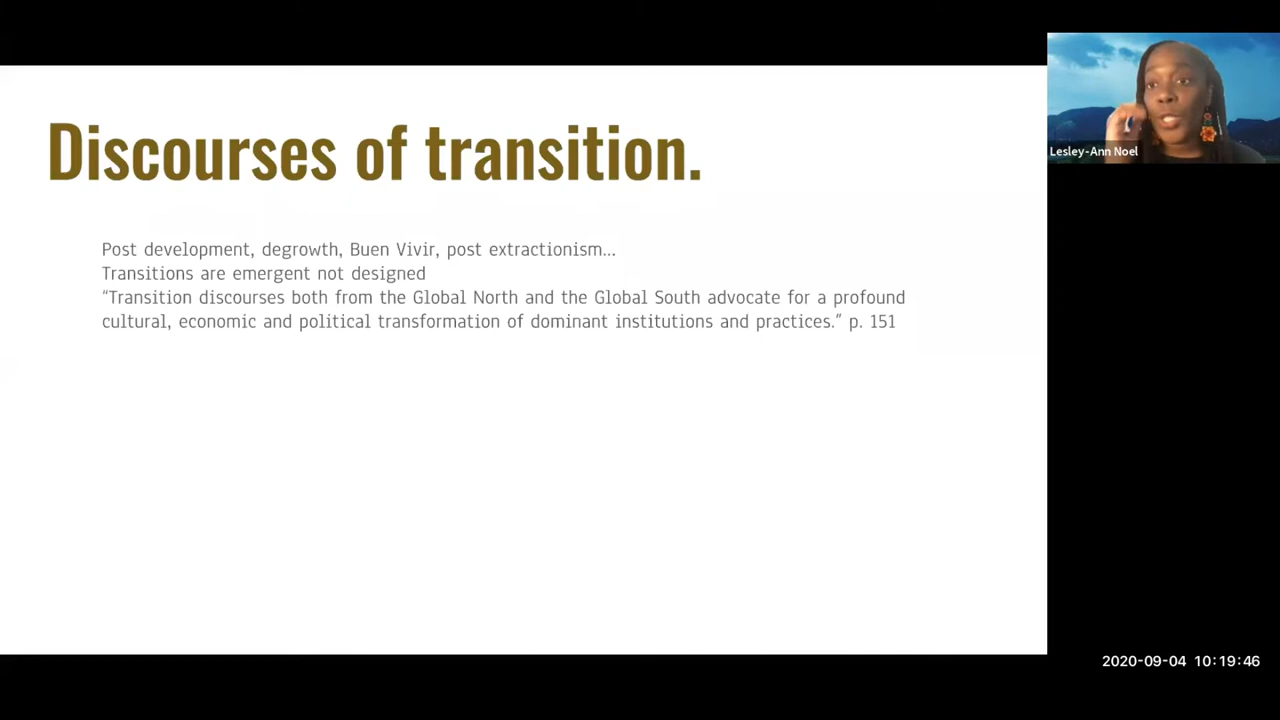 Discourses of transition.
Post development, degrowth, Buen Vivir, post extractionism...
Transitions are emergent not designed
“Transition discourses both from the Global North and the Global South advocate for a profound
cultural, economic and political transformation of dominant institutions and practices.” p. 151
Lesley-Ann Noel
2020-09-04 10:19:46